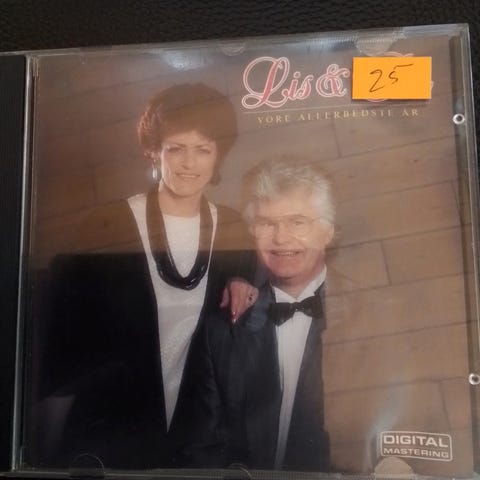 Lis &
25
VORE ALLERBEDSTE ÅR
DIGITAL
MASTERING